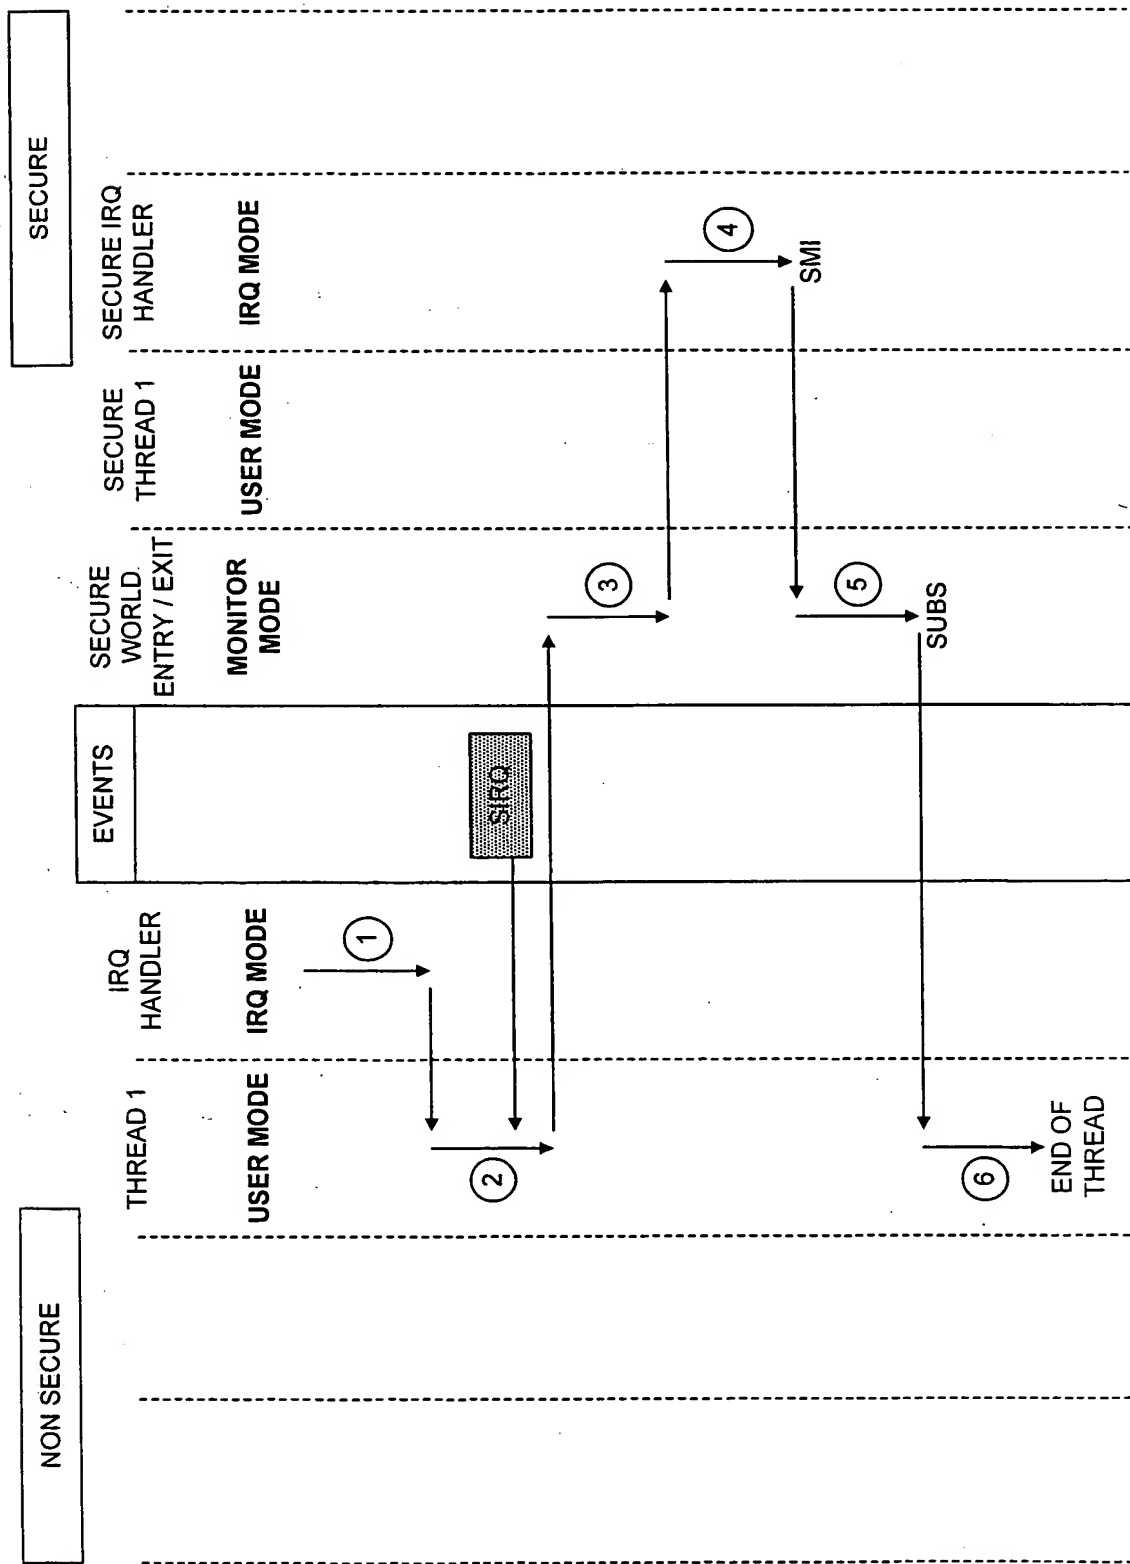 NON SECURE
SECURE
EVENTS
THREAD 1
USER MODE
IRQ
HANDLER
IRQ MODE
SECURE
WORLD
ENTRY / EXIT
MONITOR
MODE
SECURE
THREAD 1
USER MODE
SECURE IRQ
HANDLER
IRQ MODE
1
2
SIRQ
3
4
SMI
5
SUBS
6
END OF
THREAD